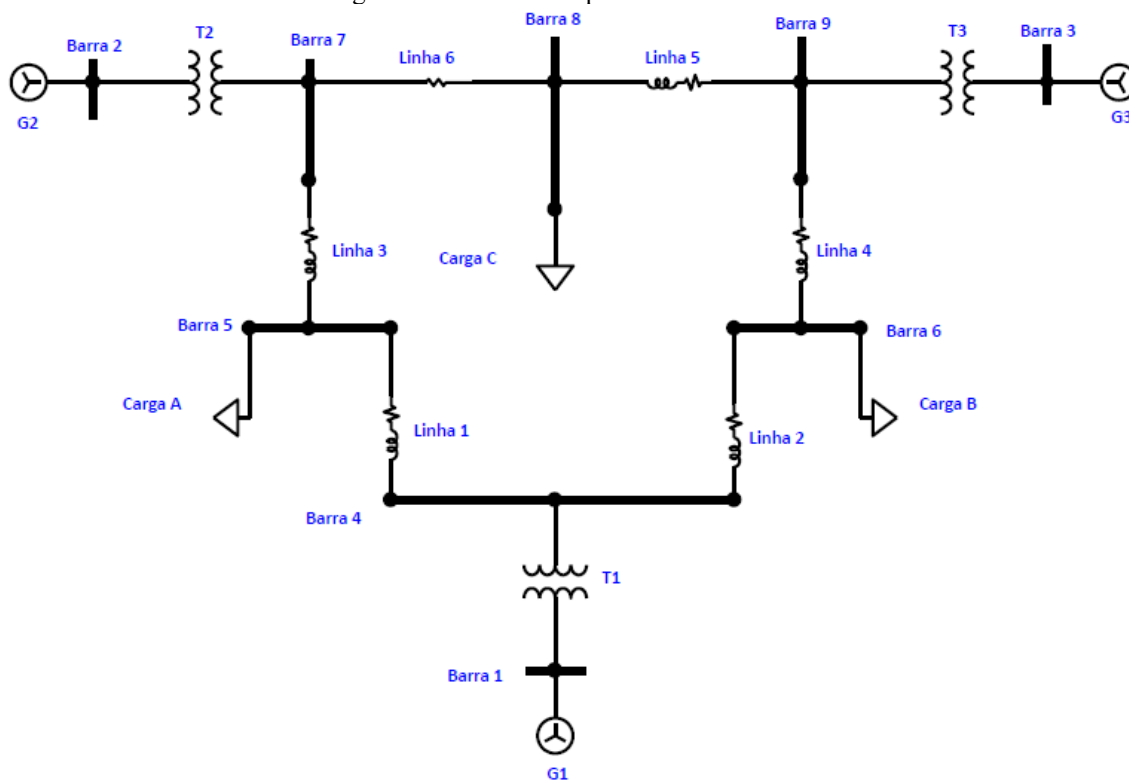 Barra 8
T2
Barra 9
T3
Barra 3
Barra 2
Barra 7
Linha 6
Linha 5
G2
G3
Linha 3
Carga C
Linha 4
Barra 5
Barra 6
Carga A
Linha 1
Linha 2
Carga B
Barra 4
T1
Barra 1
G1